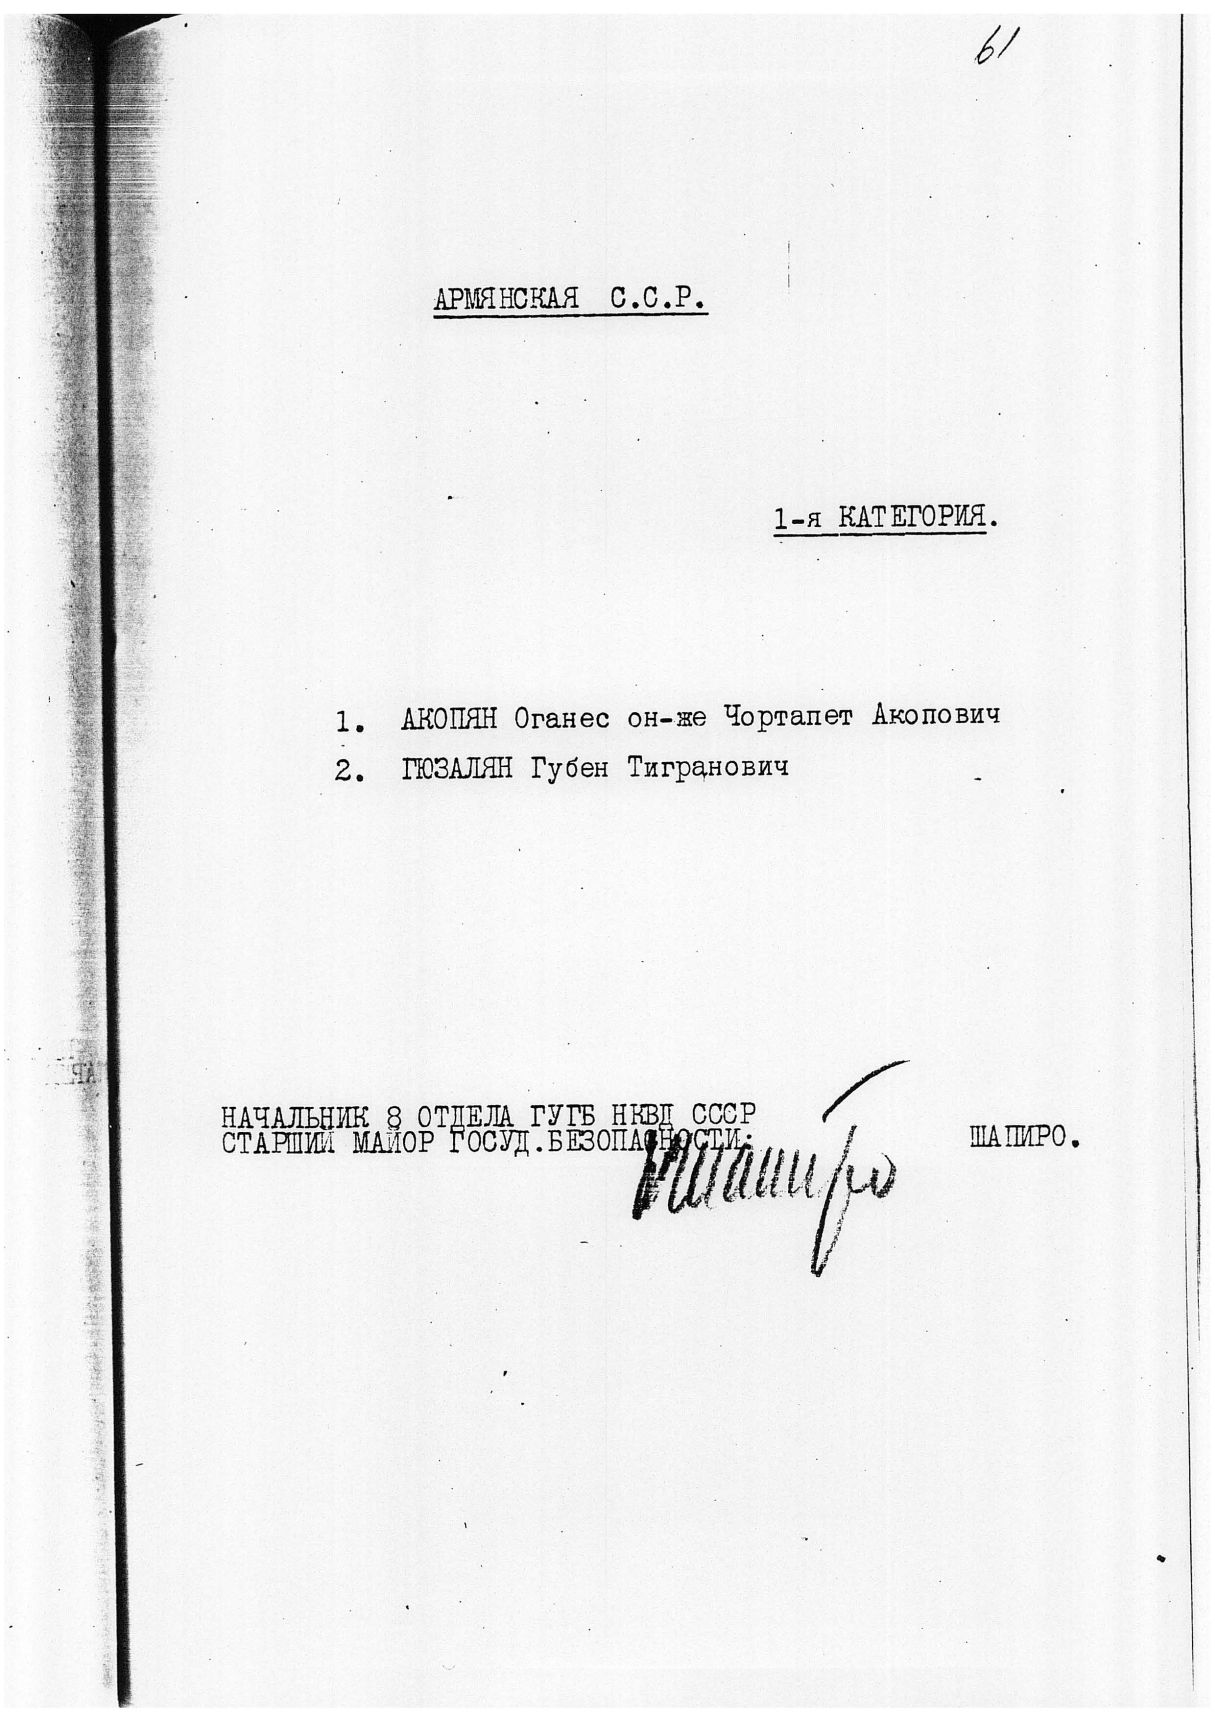 61
АРМЯНСКАЯ С.С.Р.
1-я КАТЕГОРИЯ.
1. АКОПЯН Оганес он-же Чортапет Акопович
2. ГЮЗАЛЯН Губен Тигранович
НАЧАЛЬНИК 8 ОТДЕЛА ГУГБ НКВД СССР
СТАРШИЙ МАЙОР ГОСУД.БЕЗОПАСНОСТИ: ШАПИРО.
Шапиро